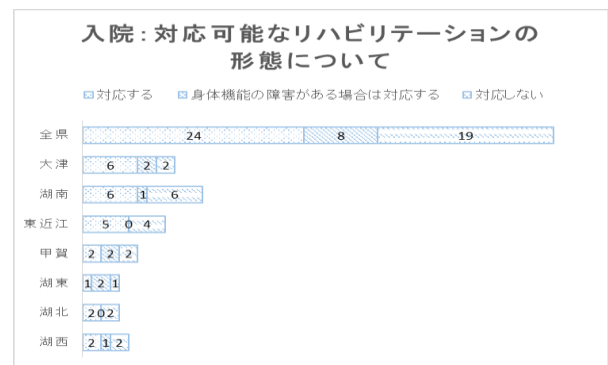 入院：対応可能なリハビリテーションの
形態について
対応する 身体機能の障害がある場合は対応する 対応しない
全県 24 8 19
大津 6 2 2
湖南 6 1 6
東近江 5 0 4
甲賀 2 2 2
湖東 1 2 1
湖北 2 0 2
湖西 2 1 2